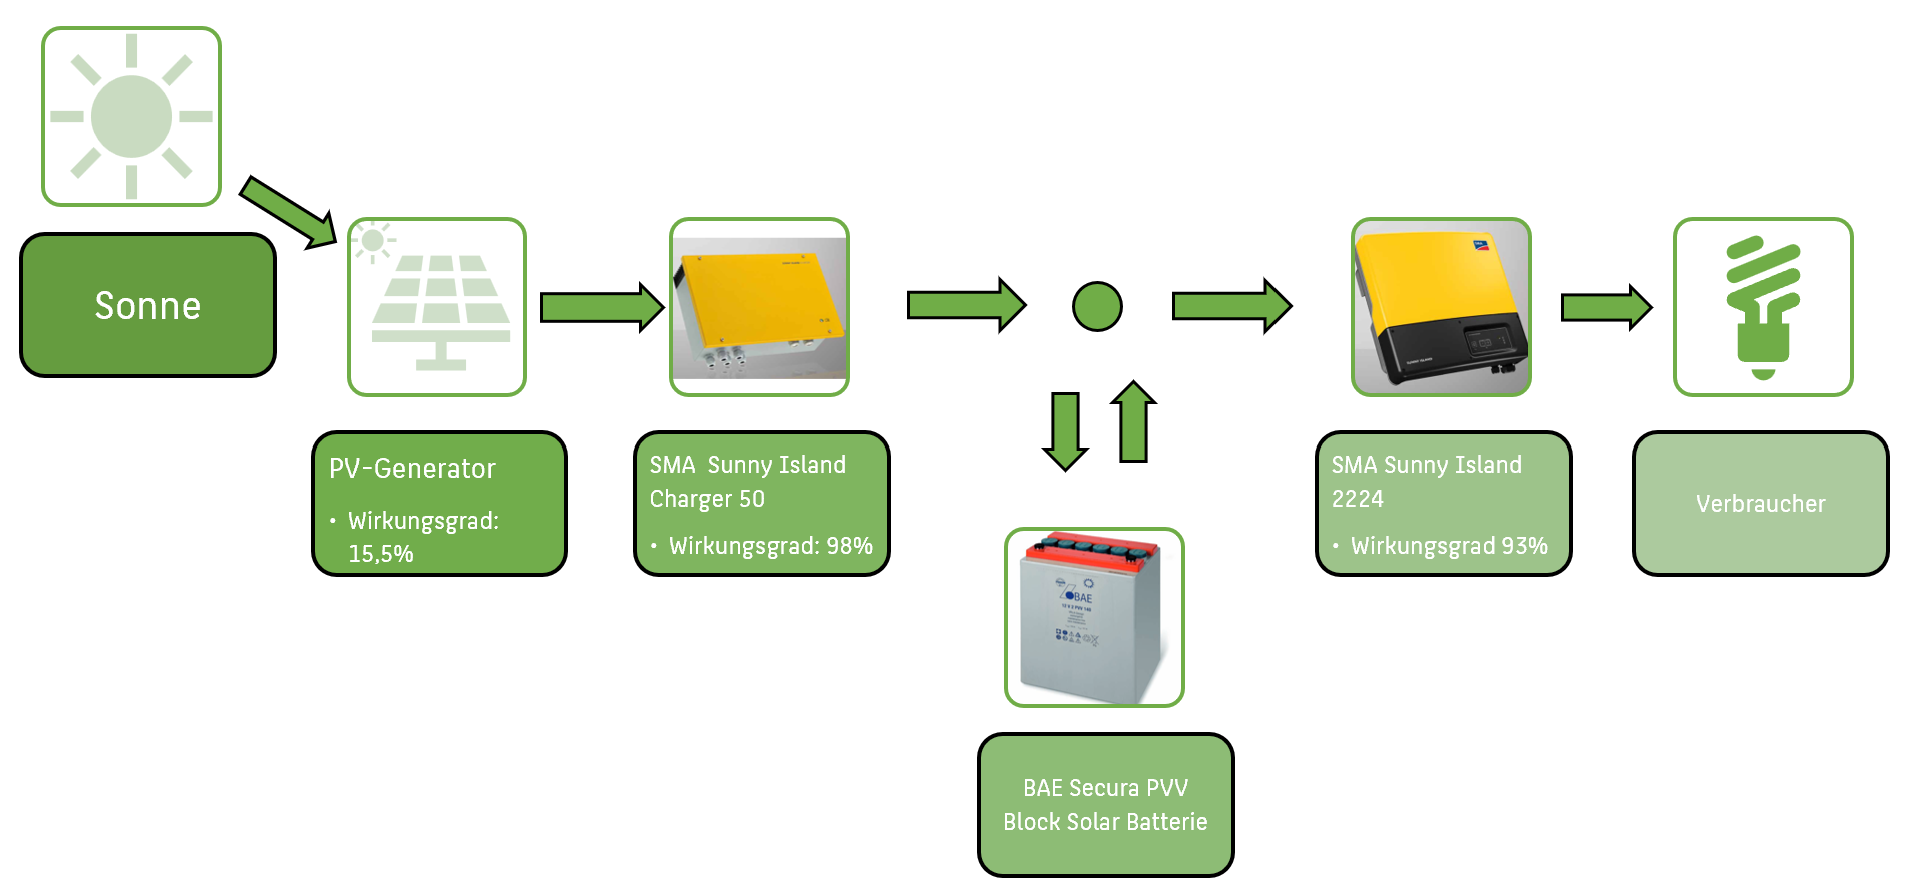 Sonne
PV-Generator
• Wirkungsgrad:
15,5%
SMA  Sunny Island
Charger 50
• Wirkungsgrad: 98%
SMA Sunny Island
2224
• Wirkungsgrad 93%
Verbraucher
BAE
BAE Secura PVV
Block Solar Batterie